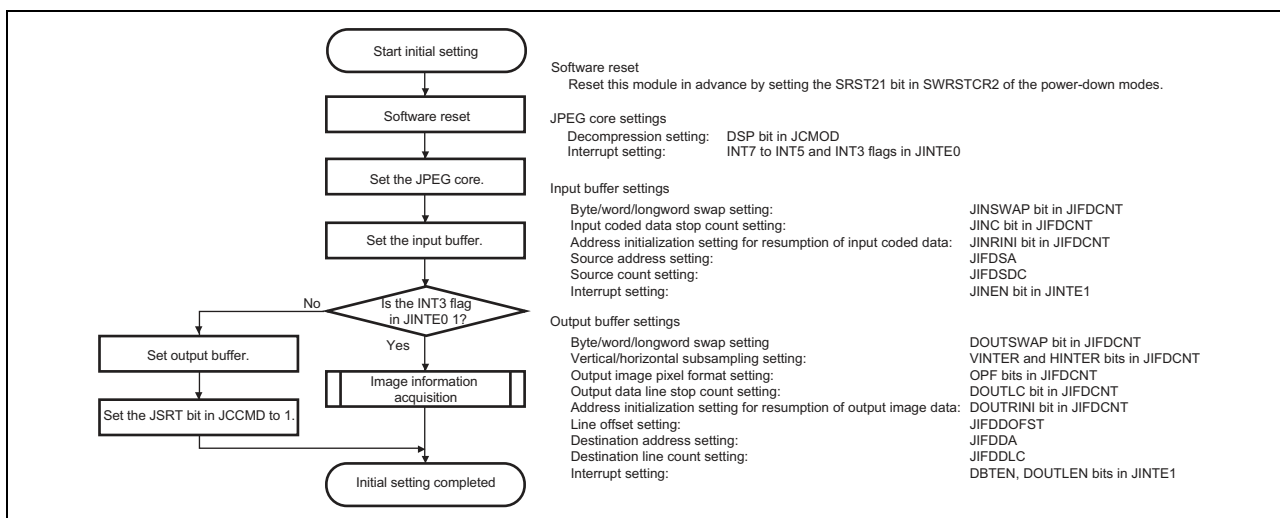 Start initial setting
Software reset
Set the JPEG core.
Set the input buffer.
Is the INT3 flag
in JINTE0 1?
No
Yes
Set output buffer.
Image information
acquisition
Set the JSRT bit in JCCMD to 1.
Initial setting completed
Software reset
Reset this module in advance by setting the SRST21 bit in SWRSTCR2 of the power-down modes.
JPEG core settings
Decompression setting: DSP bit in JCMOD
Interrupt setting: INT7 to INT5 and INT3 flags in JINTE0
Input buffer settings
Byte/word/longword swap setting: JINSWAP bit in JIFDCNT
Input coded data stop count setting: JINC bit in JIFDCNT
Address initialization setting for resumption of input coded data: JINRINI bit in JIFDCNT
Source address setting: JIFDSA
Source count setting: JIFDSDC
Interrupt setting: JINEN bit in JINTE1
Output buffer settings
Byte/word/longword swap setting DOUTSWAP bit in JIFDCNT
Vertical/horizontal subsampling setting: VINTER and HINTER bits in JIFDCNT
Output image pixel format setting: OPF bits in JIFDCNT
Output data line stop count setting: DOUTLC bit in JIFDCNT
Address initialization setting for resumption of output image data: DOUTRINI bit in JIFDCNT
Line offset setting: JIFDDOFST
Destination address setting: JIFDDA
Destination line count setting: JIFDDLC
Interrupt setting: DBTEN, DOUTLEN bits in JINTE1